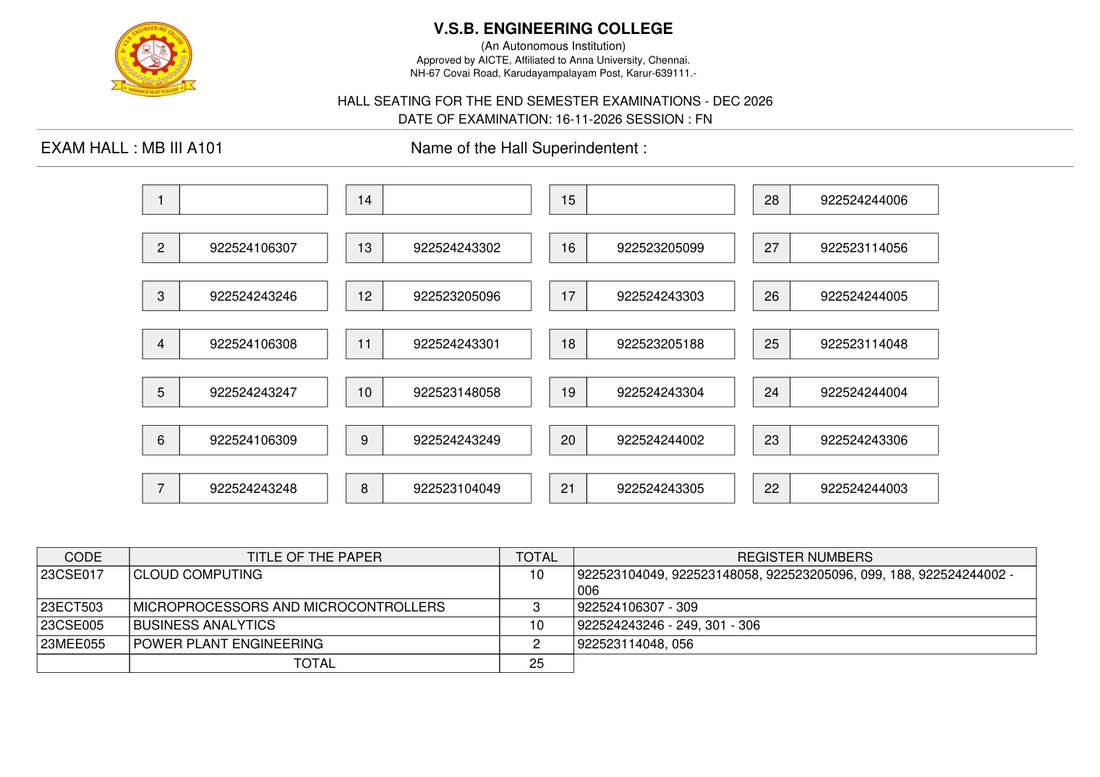 V.S.B. ENGINEERING COLLEGE
(An Autonomous Institution)
Approved by AICTE, Affiliated to Anna University, Chennai.
NH-67 Covai Road, Karudayampalayam Post, Karur-639111.-
HALL SEATING FOR THE END SEMESTER EXAMINATIONS - DEC 2026
DATE OF EXAMINATION: 16-11-2026 SESSION : FN
EXAM HALL : MB III A101 Name of the Hall Superindentent :
1 14 15 28 922524244006
2 922524106307 13 922524243302 16 922523205099 27 922523114056
3 922524243246 12 922523205096 17 922524243303 26 922524244005
4 922524106308 11 922524243301 18 922523205188 25 922523114048
5 922524243247 10 922523148058 19 922524243304 24 922524244004
6 922524106309 9 922524243249 20 922524244002 23 922524243306
7 922524243248 8 922523104049 21 922524243305 22 922524244003
CODE TITLE OF THE PAPER TOTAL REGISTER NUMBERS
23CSE017 CLOUD COMPUTING 10 922523104049, 922523148058, 922523205096, 099, 188, 922524244002 -
006
23ECT503 MICROPROCESSORS AND MICROCONTROLLERS 3 922524106307 - 309
23CSE005 BUSINESS ANALYTICS 10 922524243246 - 249, 301 - 306
23MEE055 POWER PLANT ENGINEERING 2 922523114048, 056
TOTAL 25